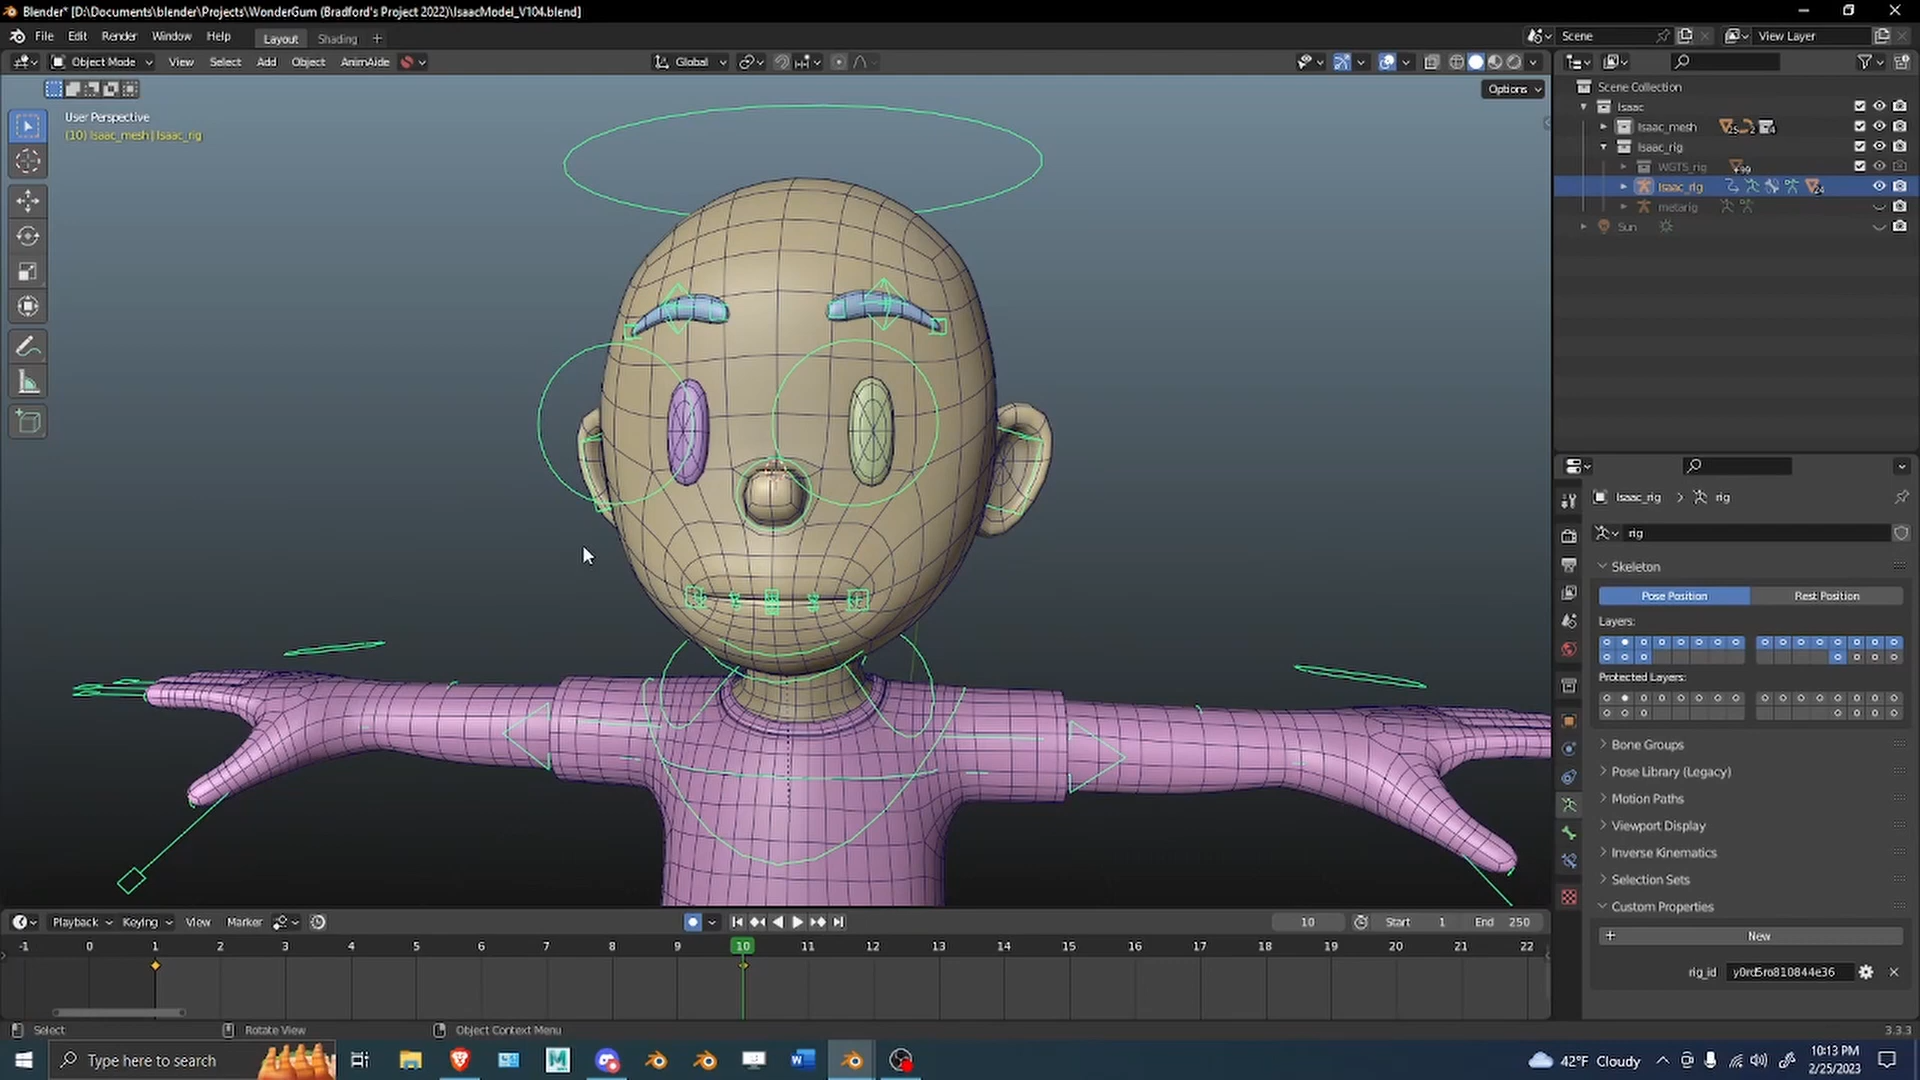 Blender* [D:\Documents\blender\Projects\WonderGum (Bradford's Project 2022)\IsaacModel_V104.blend]
File Edit Render Window Help Layout Shading + Scene View Layer
Object Mode View Select Add Object AnimAide Global
Options
User Perspective
(10) Isaac_mesh | Isaac_rig
Scene Collection
Isaac
Isaac_mesh 25 2 4
Isaac_rig
WGTS_rig +99
Isaac_rig 24
metarig
Sun
Isaac_rig > rig
rig
Skeleton
Pose Position Rest Position
Layers:
Protected Layers:
Bone Groups
Pose Library (Legacy)
Motion Paths
Viewport Display
Inverse Kinematics
Selection Sets
Custom Properties
+ New
rig_id y0rd5ro810844e36
Playback Keying View Marker 10 Start 1 End 250
-1 0 1 2 3 4 5 6 7 8 9 10 11 12 13 14 15 16 17 18 19 20 21 22
Select Rotate View Object Context Menu 3.3.3
Type here to search 42°F Cloudy 10:13 PM
2/25/2023